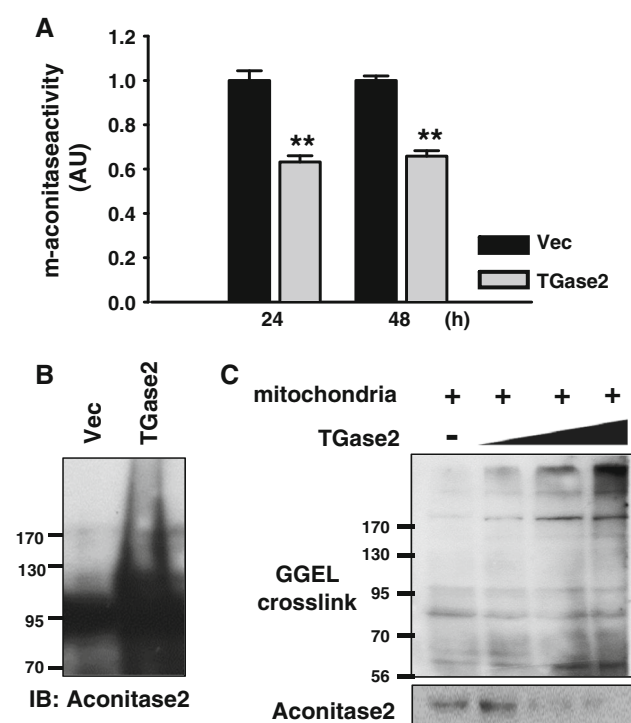 A
1.2
1.0
0.8
0.6
0.4
0.2
0.0
m-aconitaseactivity
(AU)
**
**
24
48
(h)
Vec
TGase2
B
Vec
TGase2
170
130
95
70
IB: Aconitase2
C
mitochondria + + + +
TGase2 -
170
130
95
70
56
GGEL
crosslink
Aconitase2